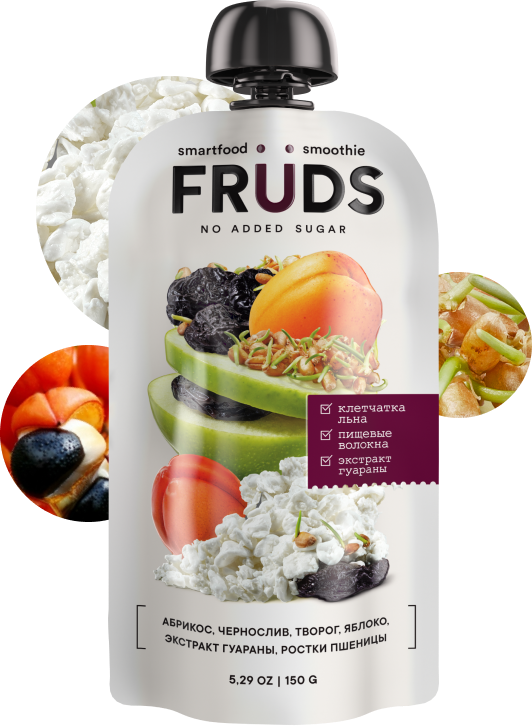 smartfood smoothie
FRÜDS
NO ADDED SUGAR
клетчатка
льна
пищевые
волокна
экстракт
гуараны
АБРИКОС, ЧЕРНОСЛИВ, ТВОРОГ, ЯБЛОКО,
ЭКСТРАКТ ГУАРАНЫ, РОСТКИ ПШЕНИЦЫ
5,29 OZ | 150 G